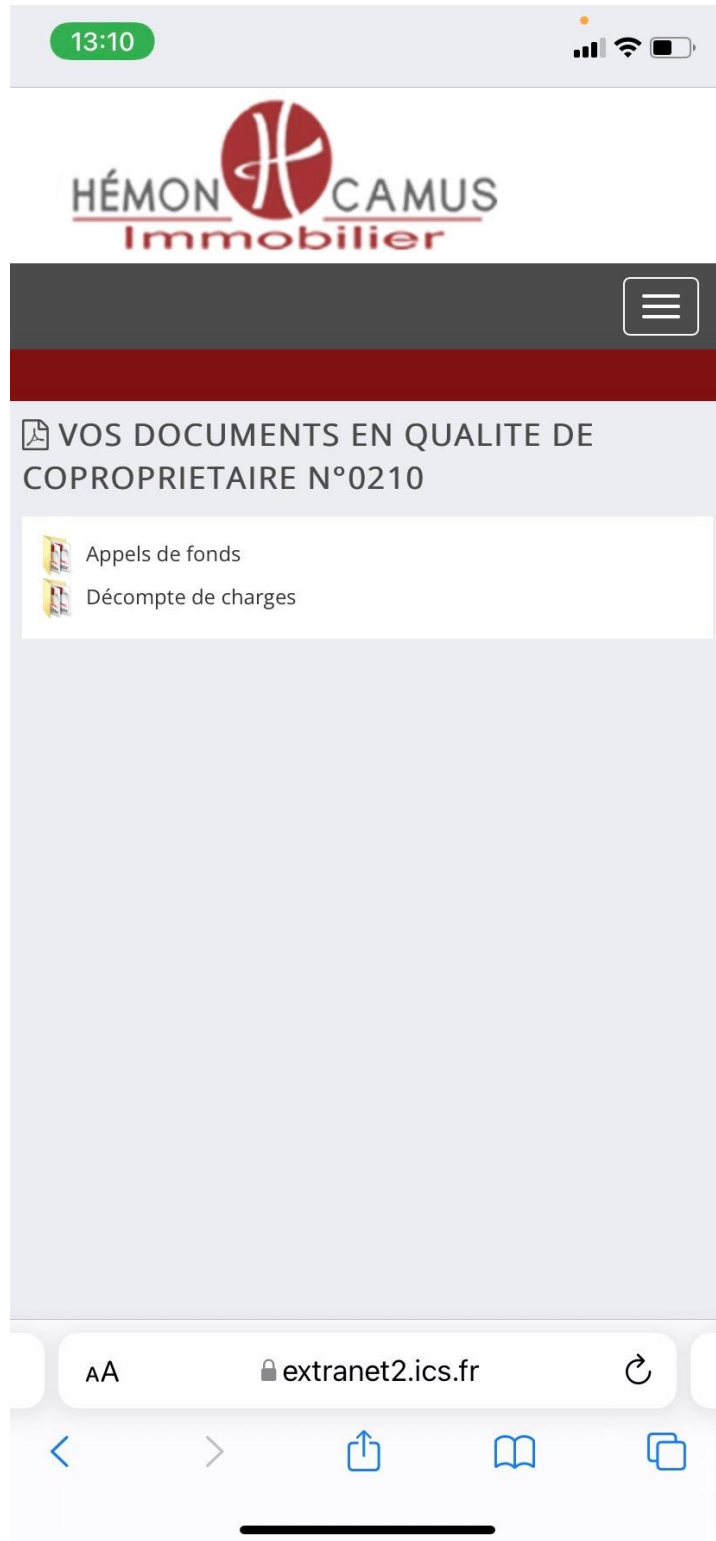 13:10
HÉMON CAMUS
Immobilier
VOS DOCUMENTS EN QUALITE DE
COPROPRIETAIRE N°0210
Appels de fonds
Décompte de charges
AA extranet2.ics.fr